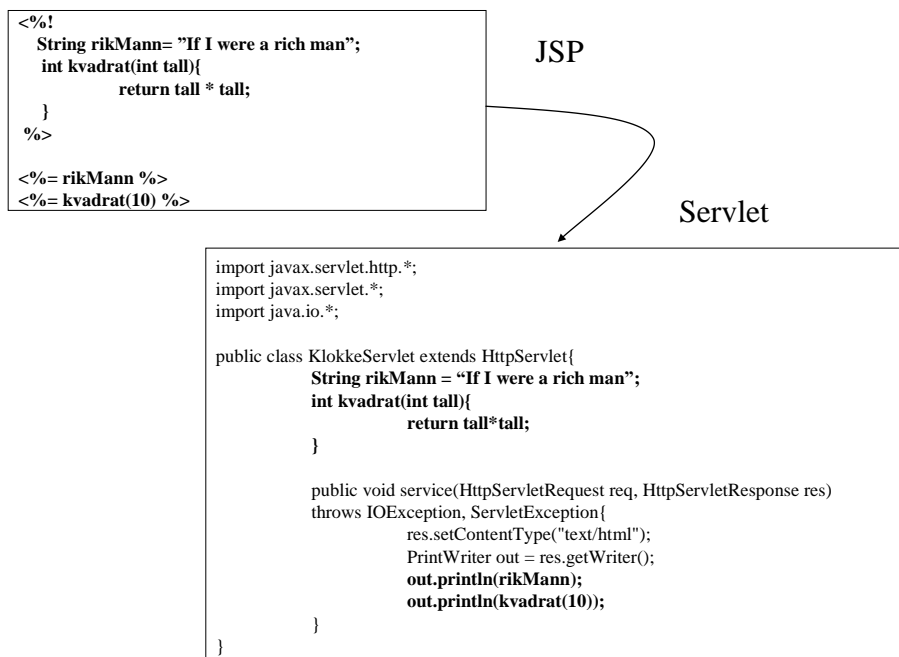 <%!
String rikMann= ”If I were a rich man”;
int kvadrat(int tall){
return tall * tall;
}
%>
<%= rikMann %>
<%= kvadrat(10) %>
JSP
Servlet
import javax.servlet.http.*;
import javax.servlet.*;
import java.io.*;
public class KlokkeServlet extends HttpServlet{
String rikMann = “If I were a rich man”;
int kvadrat(int tall){
return tall*tall;
}
public void service(HttpServletRequest req, HttpServletResponse res)
throws IOException, ServletException{
res.setContentType("text/html");
PrintWriter out = res.getWriter();
out.println(rikMann);
out.println(kvadrat(10));
}
}